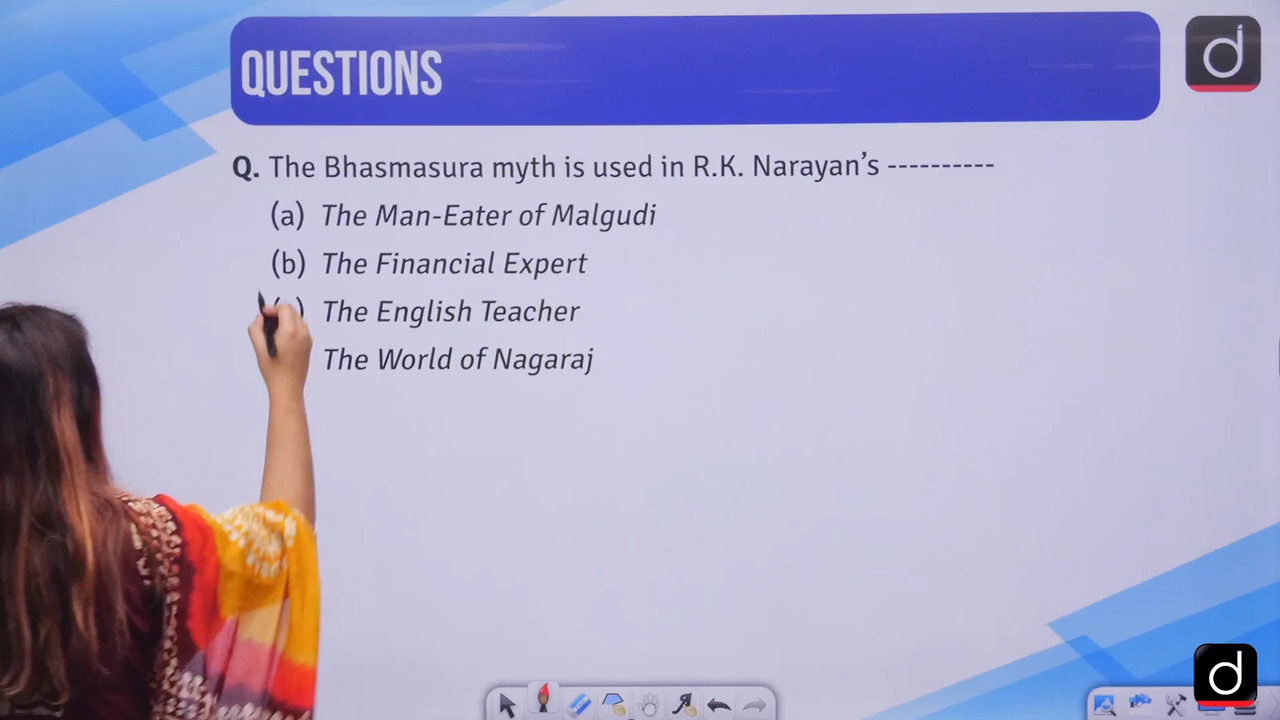 QUESTIONS
Q. The Bhasmasura myth is used in R.K. Narayan’s ----------
(a) The Man-Eater of Malgudi
(b) The Financial Expert
The English Teacher
The World of Nagaraj
d
d